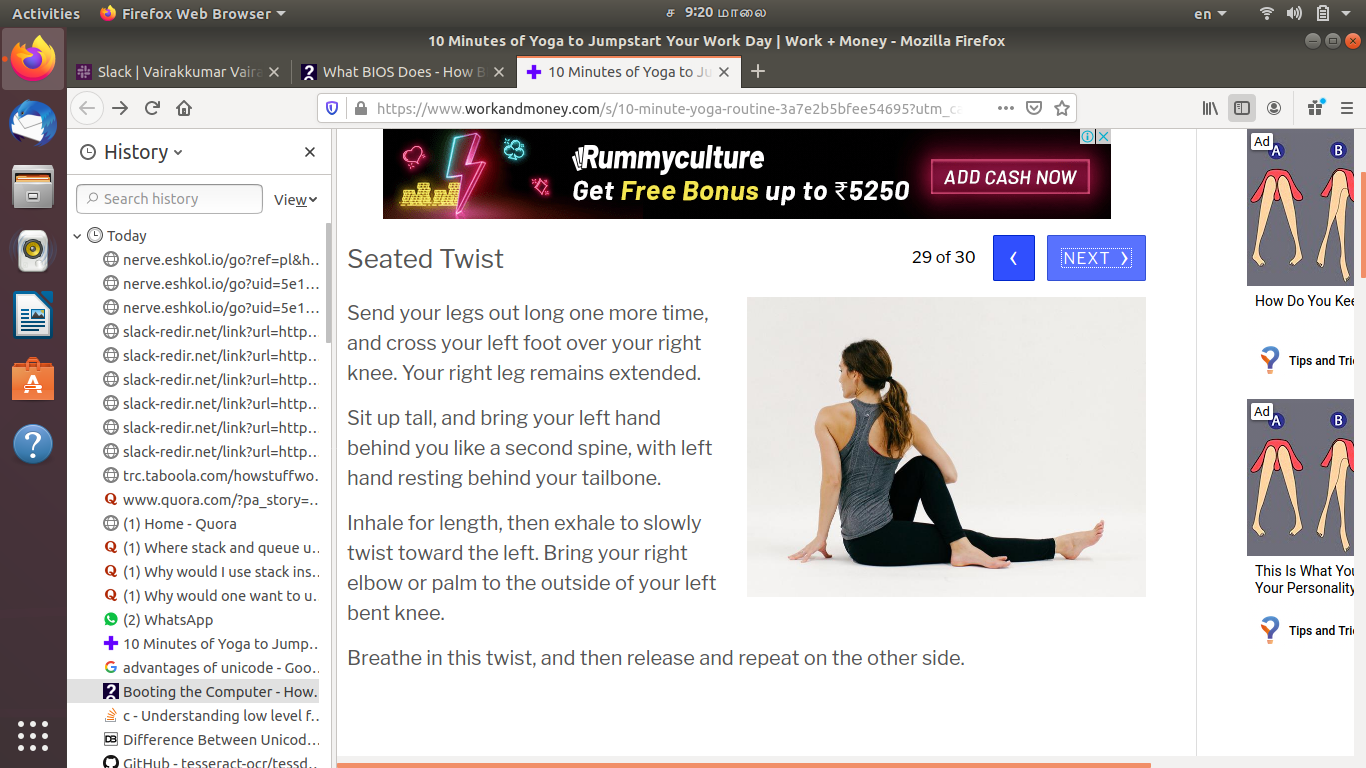 Activities
Firefox Web Browser
ச 9:20 மாலை
en
10 Minutes of Yoga to Jumpstart Your Work Day | Work + Money - Mozilla Firefox
Slack | Vairakkumar Vaira
What BIOS Does - How B
10 Minutes of Yoga to Ju
https://www.workandmoney.com/s/10-minute-yoga-routine-3a7e2b5bfee54695?utm_ca
History
Search history
View
Today
nerve.eshkol.io/go?ref=pl&h…
nerve.eshkol.io/go?uid=5e1…
nerve.eshkol.io/go?uid=5e1…
slack-redir.net/link?url=http…
slack-redir.net/link?url=http…
slack-redir.net/link?url=http…
slack-redir.net/link?url=http…
slack-redir.net/link?url=http…
slack-redir.net/link?url=http…
trc.taboola.com/howstuffwo…
www.quora.com/?pa_story=…
(1) Home - Quora
(1) Where stack and queue u…
(1) Why would I use stack ins…
(1) Why would one want to u…
(2) WhatsApp
10 Minutes of Yoga to Jump…
advantages of unicode - Goo…
Booting the Computer - How…
c - Understanding low level f…
Difference Between Unicod…
GitHub - tesseract-ocr/tessd…
Rummyculture
Get Free Bonus up to ₹5250
ADD CASH NOW
Seated Twist
29 of 30
NEXT
Send your legs out long one more time,
and cross your left foot over your right
knee. Your right leg remains extended.
Sit up tall, and bring your left hand
behind you like a second spine, with left
hand resting behind your tailbone.
Inhale for length, then exhale to slowly
twist toward the left. Bring your right
elbow or palm to the outside of your left
bent knee.
Breathe in this twist, and then release and repeat on the other side.
Ad
A
B
How Do You Kee
Tips and Tric
Ad
A
B
This Is What You
Your Personality
Tips and Tric